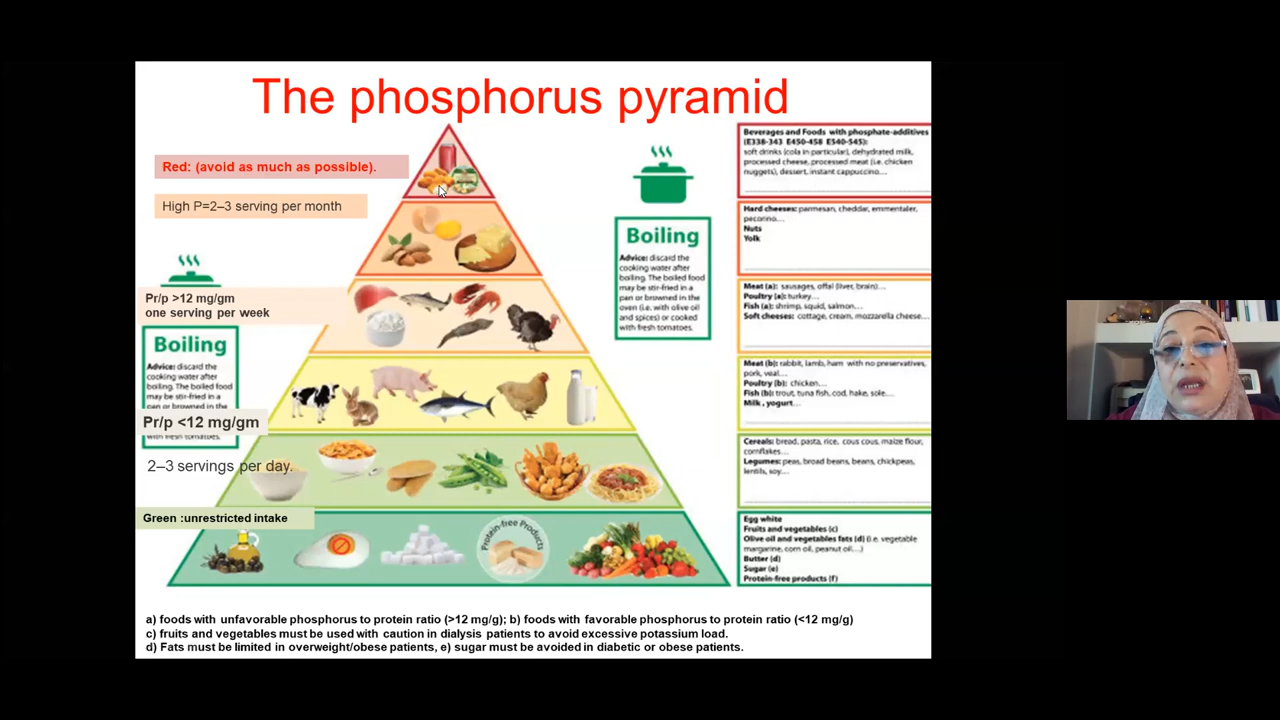 The phosphorus pyramid
Red: (avoid as much as possible).
High P=2–3 serving per month
Pr/p >12 mg/gm
one serving per week
Boiling
Advice: discard the
cooking water after
boiling. The boiled food
may be stir-fried in a
pan or browned in the
with fresh tomatoes.
Pr/p <12 mg/gm
2–3 servings per day.
Green :unrestricted intake
Protein-free Products
Boiling
Advice: discard the
cooking water after
boiling. The boiled food
may be stir-fried in a
pan or browned in the
oven (i.e. with olive oil
and spices) or cooked
with fresh tomatoes.
Beverages and Foods with phosphate-additives
(E338-343 E450-458 E540-545):
soft drinks (cola in particular), dehydrated milk,
processed cheese, processed meat (i.e. chicken
nuggets), dessert, instant cappuccino...
Hard cheeses: parmesan, cheddar, emmentaler,
pecorino...
Nuts
Yolk
Meat (a): sausages, offal (liver, brain)...
Poultry (a): turkey...
Fish (a): shrimp, squid, salmon...
Soft cheeses: cottage, cream, mozzarella cheese...
Meat (b): rabbit, lamb, ham with no preservatives,
pork, veal...
Poultry (b): chicken...
Fish (b): trout, tuna fish, cod, hake, sole...
Milk, yogurt...
Cereals: bread, pasta, rice, cous cous, maize flour,
cornflakes...
Legumes: peas, broad beans, beans, chickpeas,
lentils, soy...
Egg white
Fruits and vegetables (c)
Olive oil and vegetables fats (d) (i.e. vegetable
margarine, corn oil, peanut oil...)
Butter (d)
Sugar (e)
Protein-free products (f)
a) foods with unfavorable phosphorus to protein ratio (>12 mg/g); b) foods with favorable phosphorus to protein ratio (<12 mg/g)
c) fruits and vegetables must be used with caution in dialysis patients to avoid excessive potassium load.
d) Fats must be limited in overweight/obese patients, e) sugar must be avoided in diabetic or obese patients.